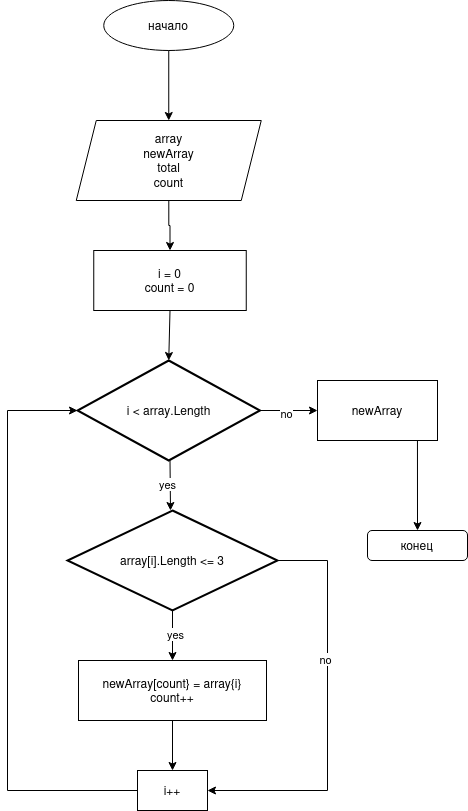 начало
array
newArray
total
count
i = 0
count = 0
i < array.Length
no
newArray
yes
конец
array[i].Length <= 3
yes
no
newArray[count} = array{i}
count++
i++